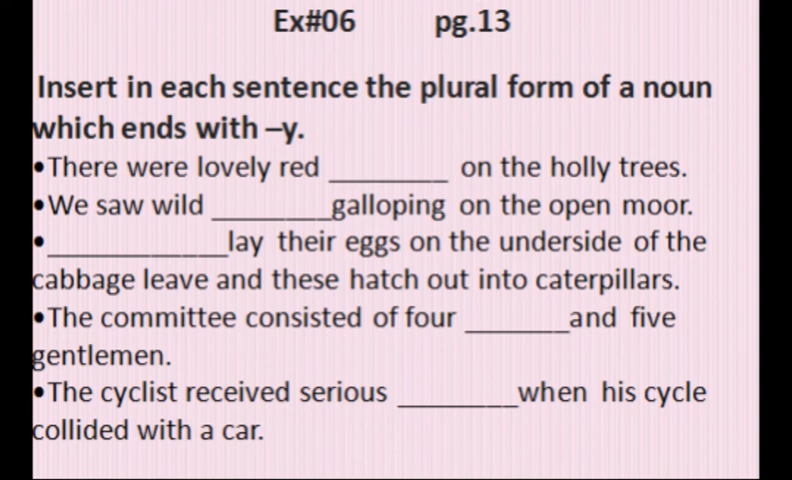 Ex#06 pg.13
Insert in each sentence the plural form of a noun
which ends with –y.
•There were lovely red ________ on the holly trees.
•We saw wild ________galloping on the open moor.
•____________lay their eggs on the underside of the
cabbage leave and these hatch out into caterpillars.
•The committee consisted of four _______and five
gentlemen.
•The cyclist received serious ________when his cycle
collided with a car.